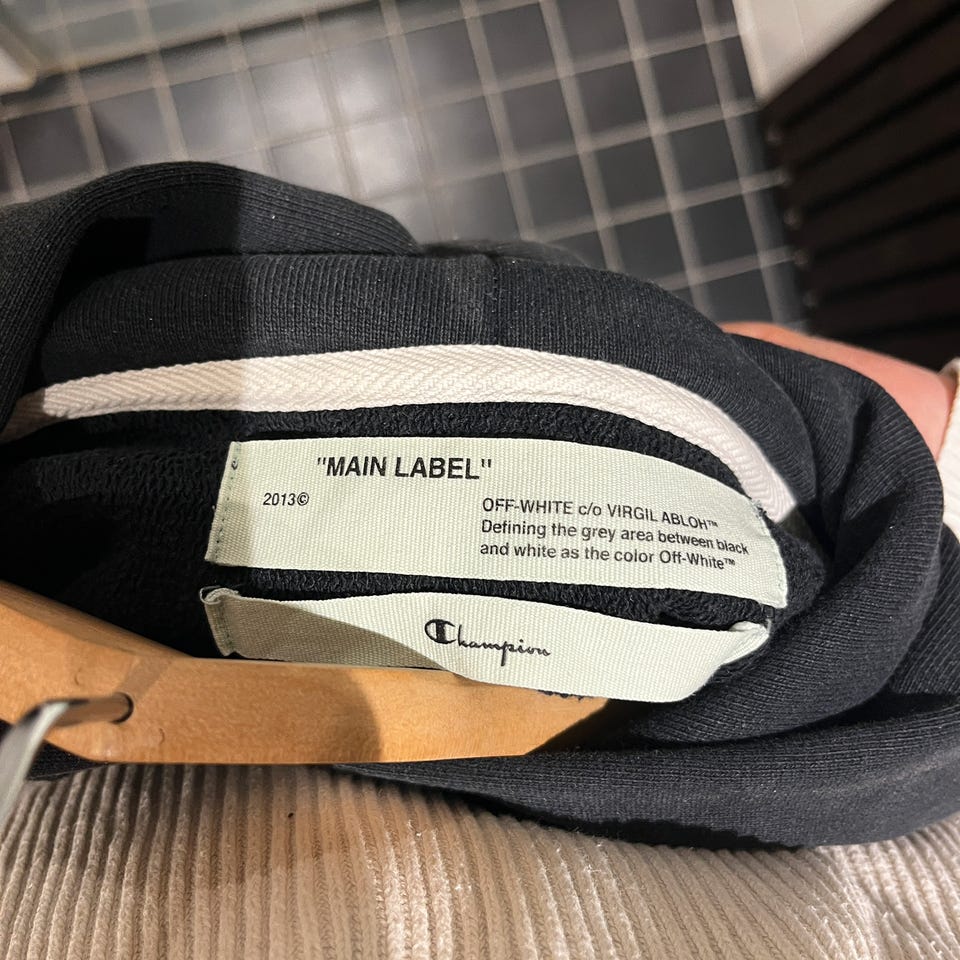 "MAIN LABEL"
2013©
OFF-WHITE c/o VIRGIL ABLOH™
Defining the grey area between black
and white as the color Off-White™
Champion